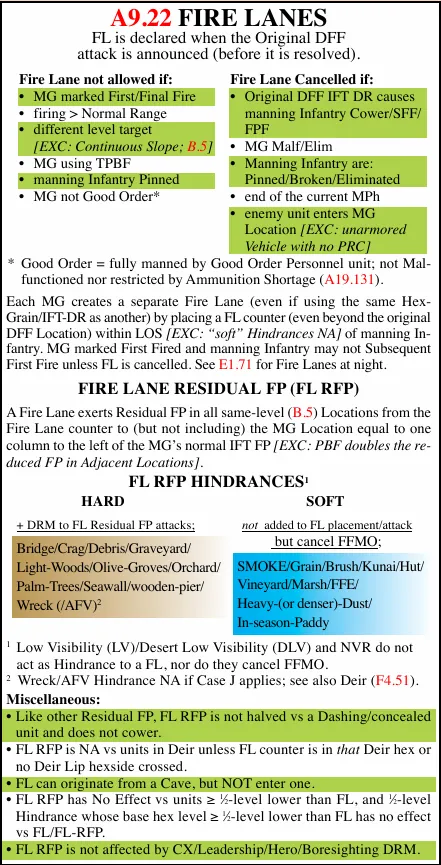 A9.22 FIRE LANES
FL is declared when the Original DFF
attack is announced (before it is resolved).
Fire Lane not allowed if:
• MG marked First/Final Fire
• firing > Normal Range
• different level target
[EXC: Continuous Slope; B.5]
• MG using TPBF
• manning Infantry Pinned
• MG not Good Order*
Fire Lane Cancelled if:
• Original DFF IFT DR causes
manning Infantry Cower/SFF/
FPF
• MG Malf/Elim
• Manning Infantry are:
Pinned/Broken/Eliminated
• end of the current MPh
• enemy unit enters MG
Location [EXC: unarmored
Vehicle with no PRC]
* Good Order = fully manned by Good Order Personnel unit; not Mal-
functioned nor restricted by Ammunition Shortage (A19.131).
Each MG creates a separate Fire Lane (even if using the same Hex-
Grain/IFT-DR as another) by placing a FL counter (even beyond the original
DFF Location) within LOS [EXC: “soft” Hindrances NA] of manning In-
fantry. MG marked First Fired and manning Infantry may not Subsequent
First Fire unless FL is cancelled. See E1.71 for Fire Lanes at night.
FIRE LANE RESIDUAL FP (FL RFP)
A Fire Lane exerts Residual FP in all same-level (B.5) Locations from the
Fire Lane counter to (but not including) the MG Location equal to one
column to the left of the MG’s normal IFT FP [EXC: PBF doubles the re-
duced FP in Adjacent Locations].
FL RFP HINDRANCES¹
HARD
+ DRM to FL Residual FP attacks;
Bridge/Crag/Debris/Graveyard/
Light-Woods/Olive-Groves/Orchard/
Palm-Trees/Seawall/wooden-pier/
Wreck (/AFV)²
SOFT
not added to FL placement/attack
but cancel FFMO;
SMOKE/Grain/Brush/Kunai/Hut/
Vineyard/Marsh/FFE/
Heavy-(or denser)-Dust/
In-season-Paddy
¹ Low Visibility (LV)/Desert Low Visibility (DLV) and NVR do not
act as Hindrance to a FL, nor do they cancel FFMO.
² Wreck/AFV Hindrance NA if Case J applies; see also Deir (F4.51).
Miscellaneous:
• Like other Residual FP, FL RFP is not halved vs a Dashing/concealed
unit and does not cower.
• FL RFP is NA vs units in Deir unless FL counter is in that Deir hex or
no Deir Lip hexside crossed.
• FL can originate from a Cave, but NOT enter one.
• FL RFP has No Effect vs units ≥ ½-level lower than FL, and ½-level
Hindrance whose base hex level ≥ ½-level lower than FL has no effect
vs FL/FL-RFP.
• FL RFP is not affected by CX/Leadership/Hero/Boresighting DRM.